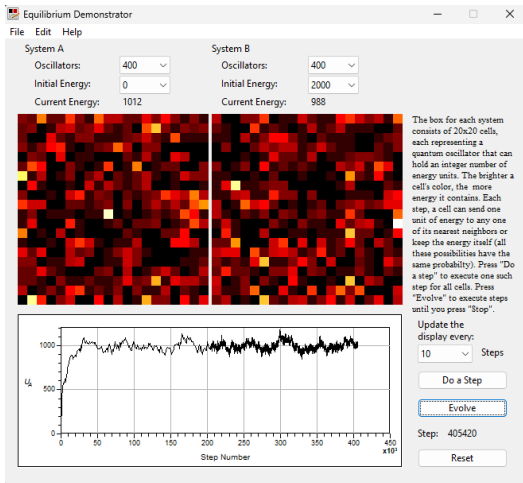 Equilibrium Demonstrator
File Edit Help
System A
Oscillators: 400
Initial Energy: 0
Current Energy: 1012
System B
Oscillators: 400
Initial Energy: 2000
Current Energy: 988
The box for each system
consists of 20x20 cells,
each representing a
quantum oscillator that can
hold an integer number of
energy units. The brighter a
cell's color, the more
energy it contains. Each
step, a cell can send one
unit of energy to any one
of its nearest neighbors or
keep the energy itself (all
these possibilities have the
same probabilty). Press "Do
a step" to execute one such
step for all cells. Press
"Evolve" to execute steps
until you press "Stop".
Update the
display every:
10 Steps
Do a Step
Evolve
Step: 405420
Reset
1000
500
0
U_A
0 50 100 150 200 250 300 350 400 450
x10³
Step Number